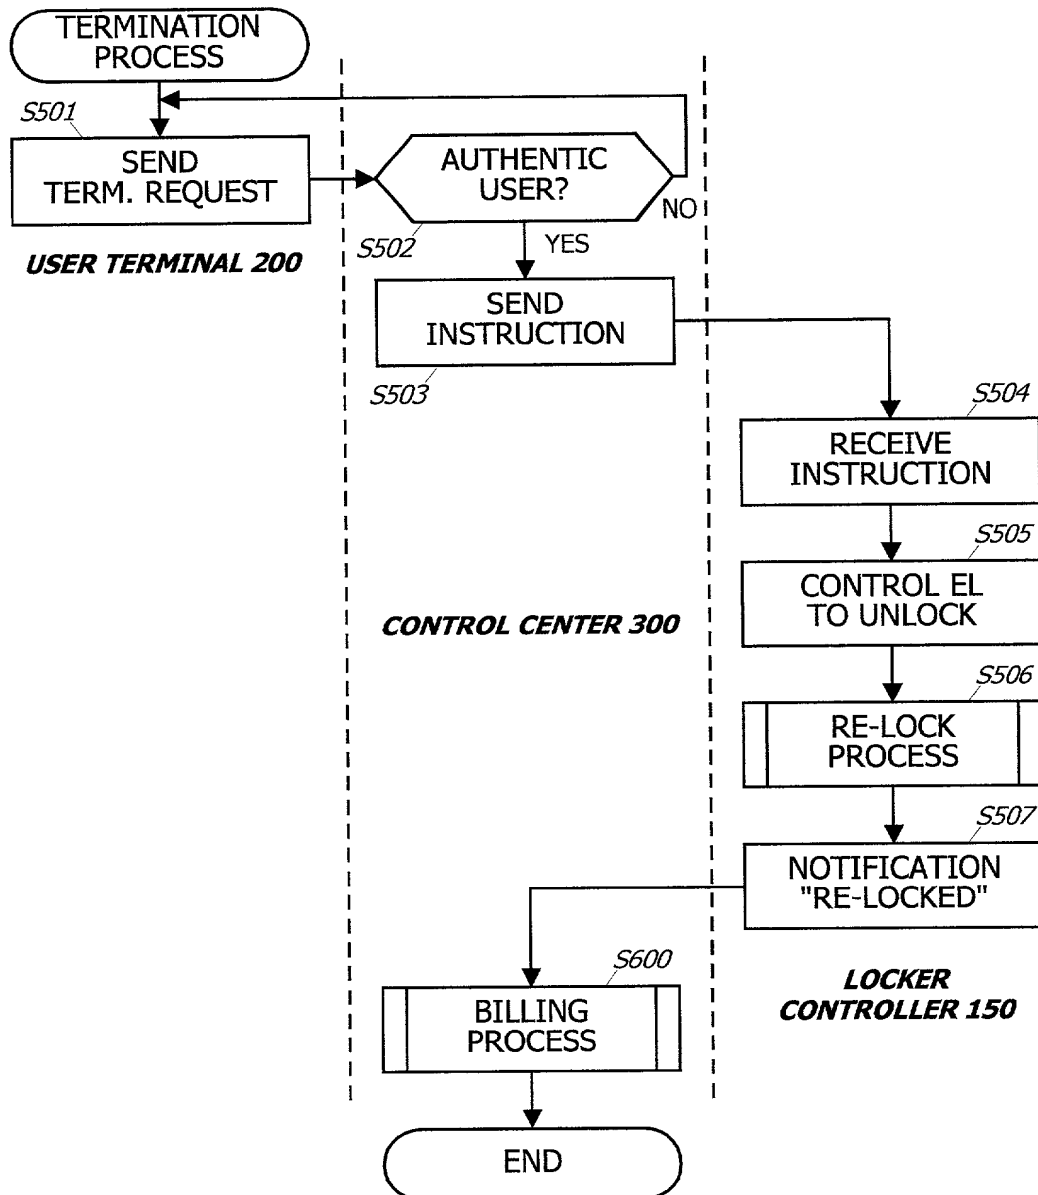 TERMINATION
PROCESS
S501
SEND
TERM. REQUEST
USER TERMINAL 200
AUTHENTIC
USER?
NO
S502
YES
SEND
INSTRUCTION
S503
S504
RECEIVE
INSTRUCTION
S505
CONTROL EL
TO UNLOCK
CONTROL CENTER 300
S506
RE-LOCK
PROCESS
S507
NOTIFICATION
"RE-LOCKED"
LOCKER
CONTROLLER 150
S600
BILLING
PROCESS
END